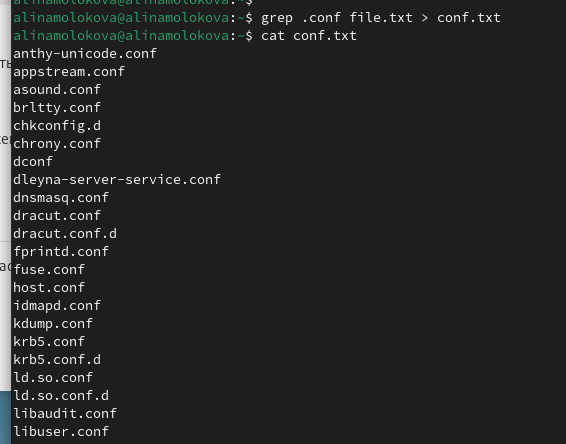 alinamolokova@alinamolokova:~$
alinamolokova@alinamolokova:~$ grep .conf file.txt > conf.txt
alinamolokova@alinamolokova:~$ cat conf.txt
anthy-unicode.conf
appstream.conf
asound.conf
brltty.conf
chkconfig.d
chrony.conf
dconf
dleyna-server-service.conf
dnsmasq.conf
dracut.conf
dracut.conf.d
fprintd.conf
fuse.conf
host.conf
idmapd.conf
kdump.conf
krb5.conf
krb5.conf.d
ld.so.conf
ld.so.conf.d
libaudit.conf
libuser.conf